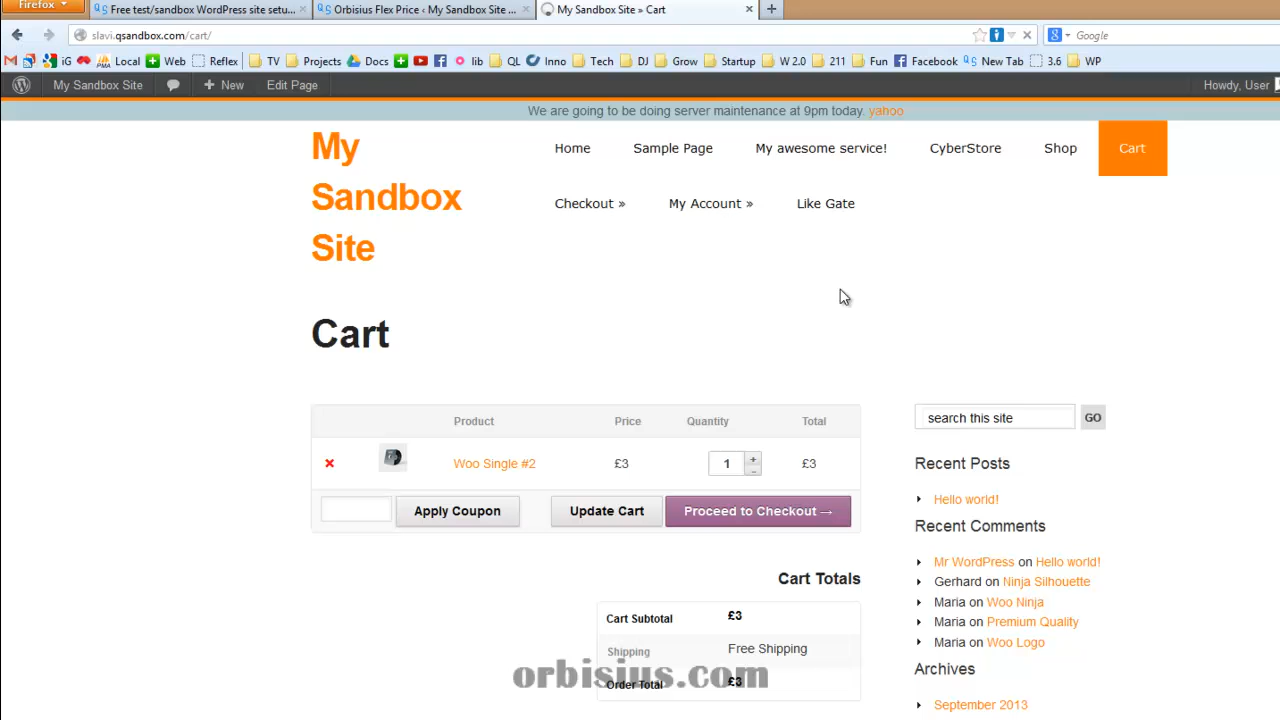 Firefox
Free test/sandbox WordPress site setu...
Orbisius Flex Price ‹ My Sandbox Site ...
My Sandbox Site » Cart
slavi.qsandbox.com/cart/
Google
iG
PMA Local
Web
Reflex
TV
Projects
Docs
lib
QL
Inno
Tech
DJ
Grow
Startup
W 2.0
211
Fun
Facebook
New Tab
3.6
WP
My Sandbox Site
New
Edit Page
Howdy, User
We are going to be doing server maintenance at 9pm today. yahoo
My
Sandbox
Site
Home
Sample Page
My awesome service!
CyberStore
Shop
Cart
Checkout »
My Account »
Like Gate
Cart
Product Price Quantity Total
Woo Single #2 £3 1 £3
Apply Coupon
Update Cart
Proceed to Checkout →
Cart Totals
Cart Subtotal £3
Shipping Free Shipping
Order Total £3
orbisius.com
search this site GO
Recent Posts
Hello world!
Recent Comments
Mr WordPress on Hello world!
Gerhard on Ninja Silhouette
Maria on Woo Ninja
Maria on Premium Quality
Maria on Woo Logo
Archives
September 2013